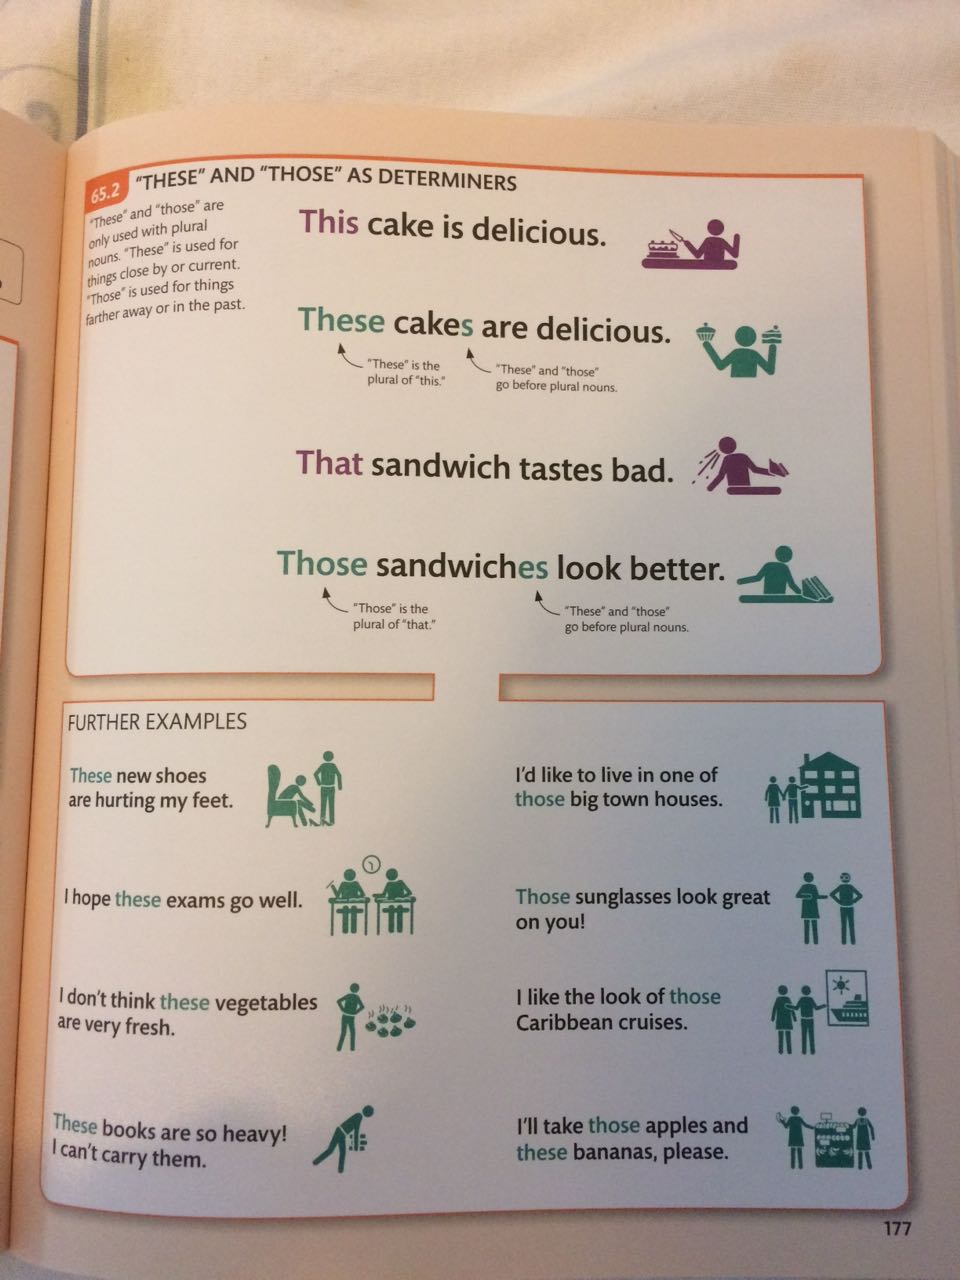 65.2 "THESE" AND "THOSE" AS DETERMINERS
"These" and "those" are
only used with plural
nouns. "These" is used for
things close by or current.
"Those" is used for things
farther away or in the past.
This cake is delicious.
These cakes are delicious.
"These" is the
plural of "this."
"These" and "those"
go before plural nouns.
That sandwich tastes bad.
Those sandwiches look better.
"Those" is the
plural of "that."
"These" and "those"
go before plural nouns.
FURTHER EXAMPLES
These new shoes
are hurting my feet.
I hope these exams go well.
I don't think these vegetables
are very fresh.
These books are so heavy!
I can't carry them.
I'd like to live in one of
those big town houses.
Those sunglasses look great
on you!
I like the look of those
Caribbean cruises.
I'll take those apples and
these bananas, please.
177